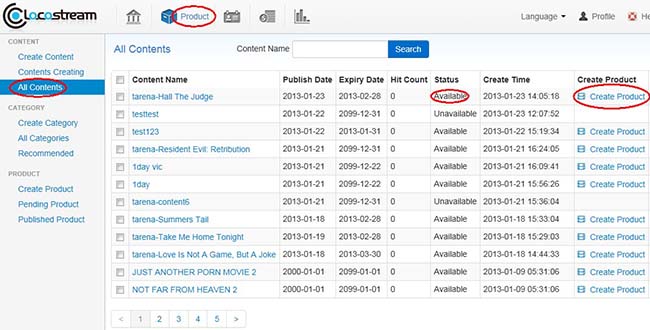 Locostream
Product
Language
Profile
He
CONTENT
Create Content
Contents Creating
All Contents
CATEGORY
Create Category
All Categories
Recommended
PRODUCT
Create Product
Pending Product
Published Product
All Contents Content Name Search
Content Name Publish Date Expiry Date Hit Count Status Create Time Create Product
tarena-Hall The Judge 2013-01-23 2013-02-28 0 Available 2013-01-23 14:05:18 Create Product
testtest 2013-01-22 2099-12-31 0 Unavailable 2013-01-23 12:07:52
test123 2013-01-22 2013-01-31 0 Available 2013-01-22 15:19:34 Create Product
tarena-Resident Evil: Retribution 2013-01-21 2099-12-22 0 Available 2013-01-21 16:24:05 Create Product
1day vic 2013-01-21 2099-12-22 0 Available 2013-01-21 16:09:41 Create Product
1day 2013-01-21 2099-12-22 0 Available 2013-01-21 15:56:26 Create Product
tarena-content6 2013-01-21 2099-12-31 0 Unavailable 2013-01-21 15:36:04
tarena-Summers Tail 2013-01-18 2013-02-28 0 Available 2013-01-18 15:33:04 Create Product
tarena-Take Me Home Tonight 2013-01-19 2013-02-28 0 Available 2013-01-18 15:29:03 Create Product
tarena-Love Is Not A Game, But A Joke 2013-01-18 2013-03-30 0 Available 2013-01-18 14:44:33 Create Product
JUST ANOTHER PORN MOVIE 2 2000-01-01 2099-01-01 0 Available 2013-01-09 05:31:06 Create Product
NOT FAR FROM HEAVEN 2 2000-01-01 2099-01-01 0 Available 2013-01-09 05:31:06 Create Product
< 1 2 3 4 5 >